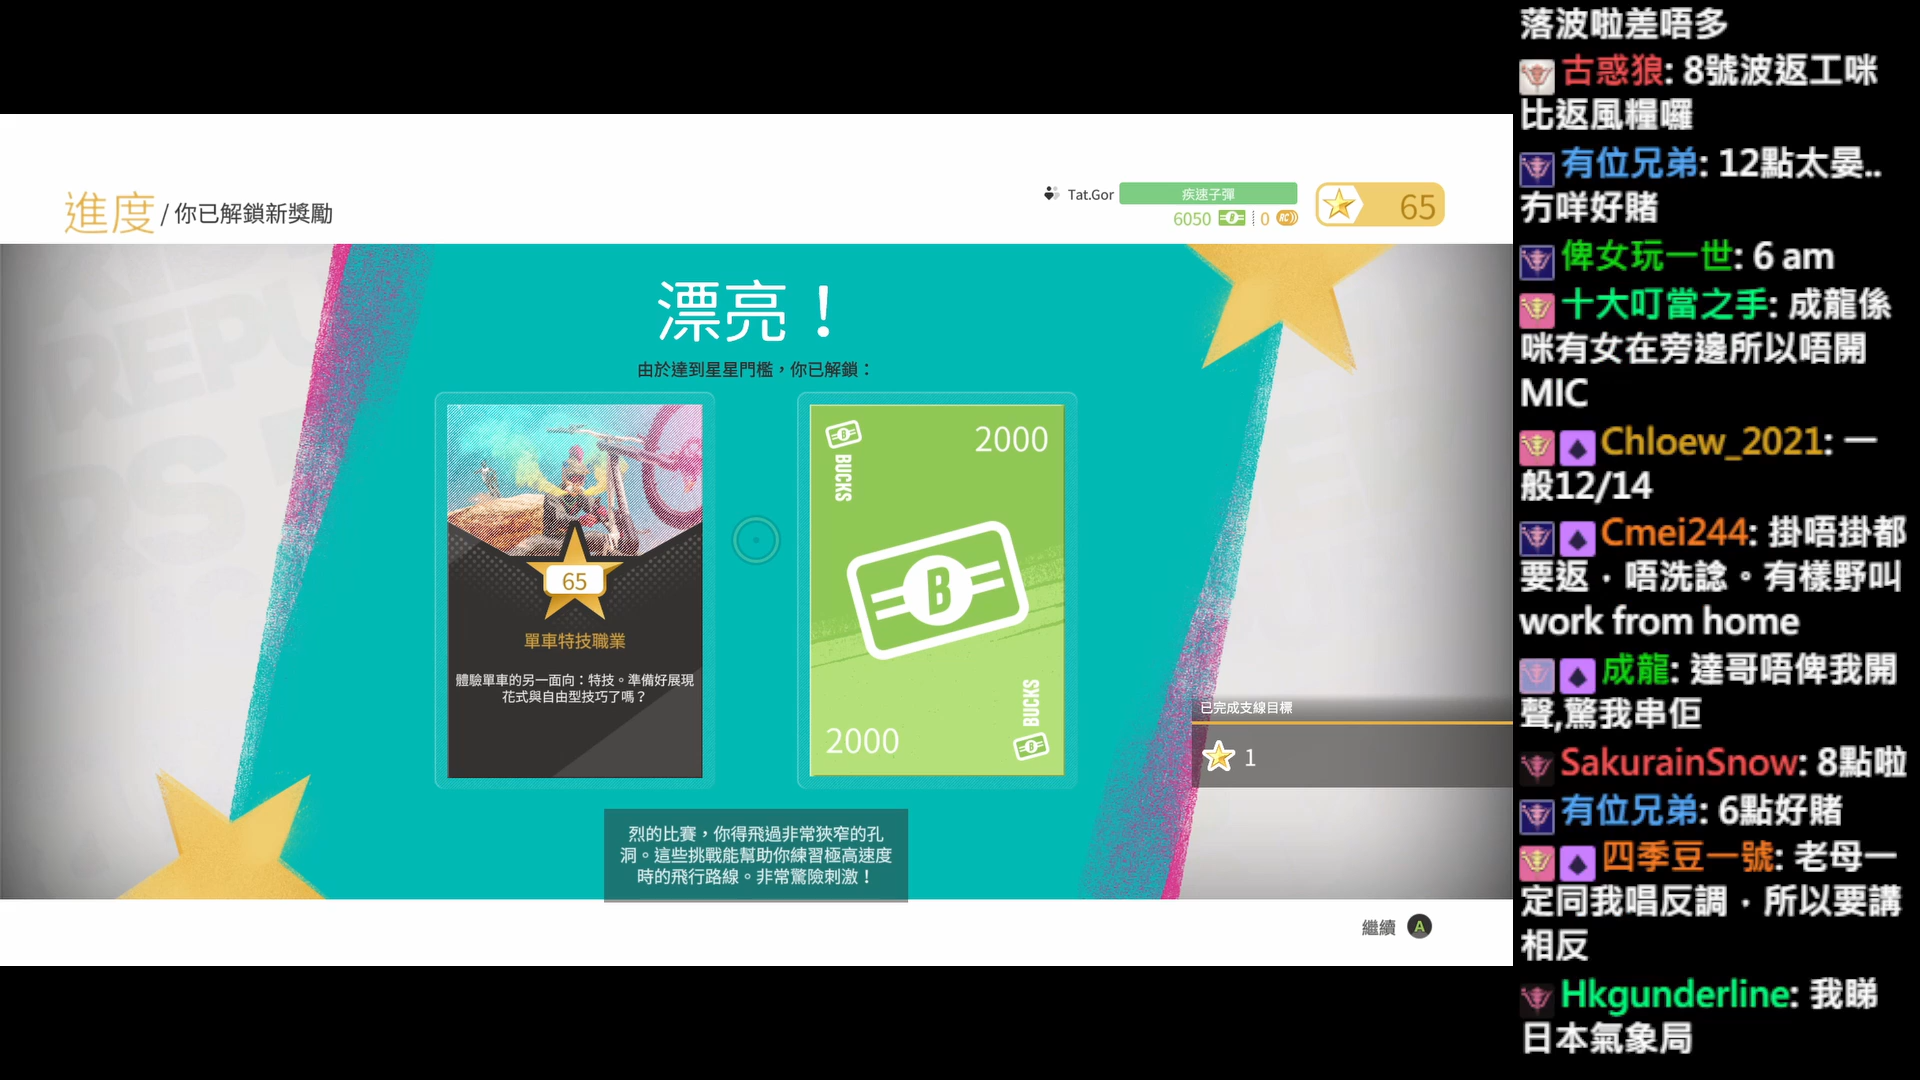 進度 / 你已解鎖新獎勵
Tat.Gor 疾速子彈
6050 0
65
漂亮！
由於達到星星門檻，你已解鎖：
65
單車特技職業
體驗單車的另一面向：特技。準備好展現
花式與自由型技巧了嗎？
2000
BUCKS
B
BUCKS
2000
已完成支線目標
1
烈的比賽，你得飛過非常狹窄的孔
洞。這些挑戰能幫助你練習極高速度
時的飛行路線。非常驚險刺激！
繼續 A
落波啦差唔多
古惑狼: 8號波返工咪
比返風糧囉
有位兄弟: 12點太晏..
冇咩好賭
俾女玩一世: 6 am
十大叮當之手: 成龍係
咪有女在旁邊所以唔開
MIC
Chloew_2021: 一
般12/14
Cmei244: 掛唔掛都
要返，唔洗諗。有樣野叫
work from home
成龍: 達哥唔俾我開
聲,驚我串佢
SakurainSnow: 8點啦
有位兄弟: 6點好賭
四季豆一號: 老母一
定同我唱反調，所以要講
相反
Hkgunderline: 我睇
日本氣象局